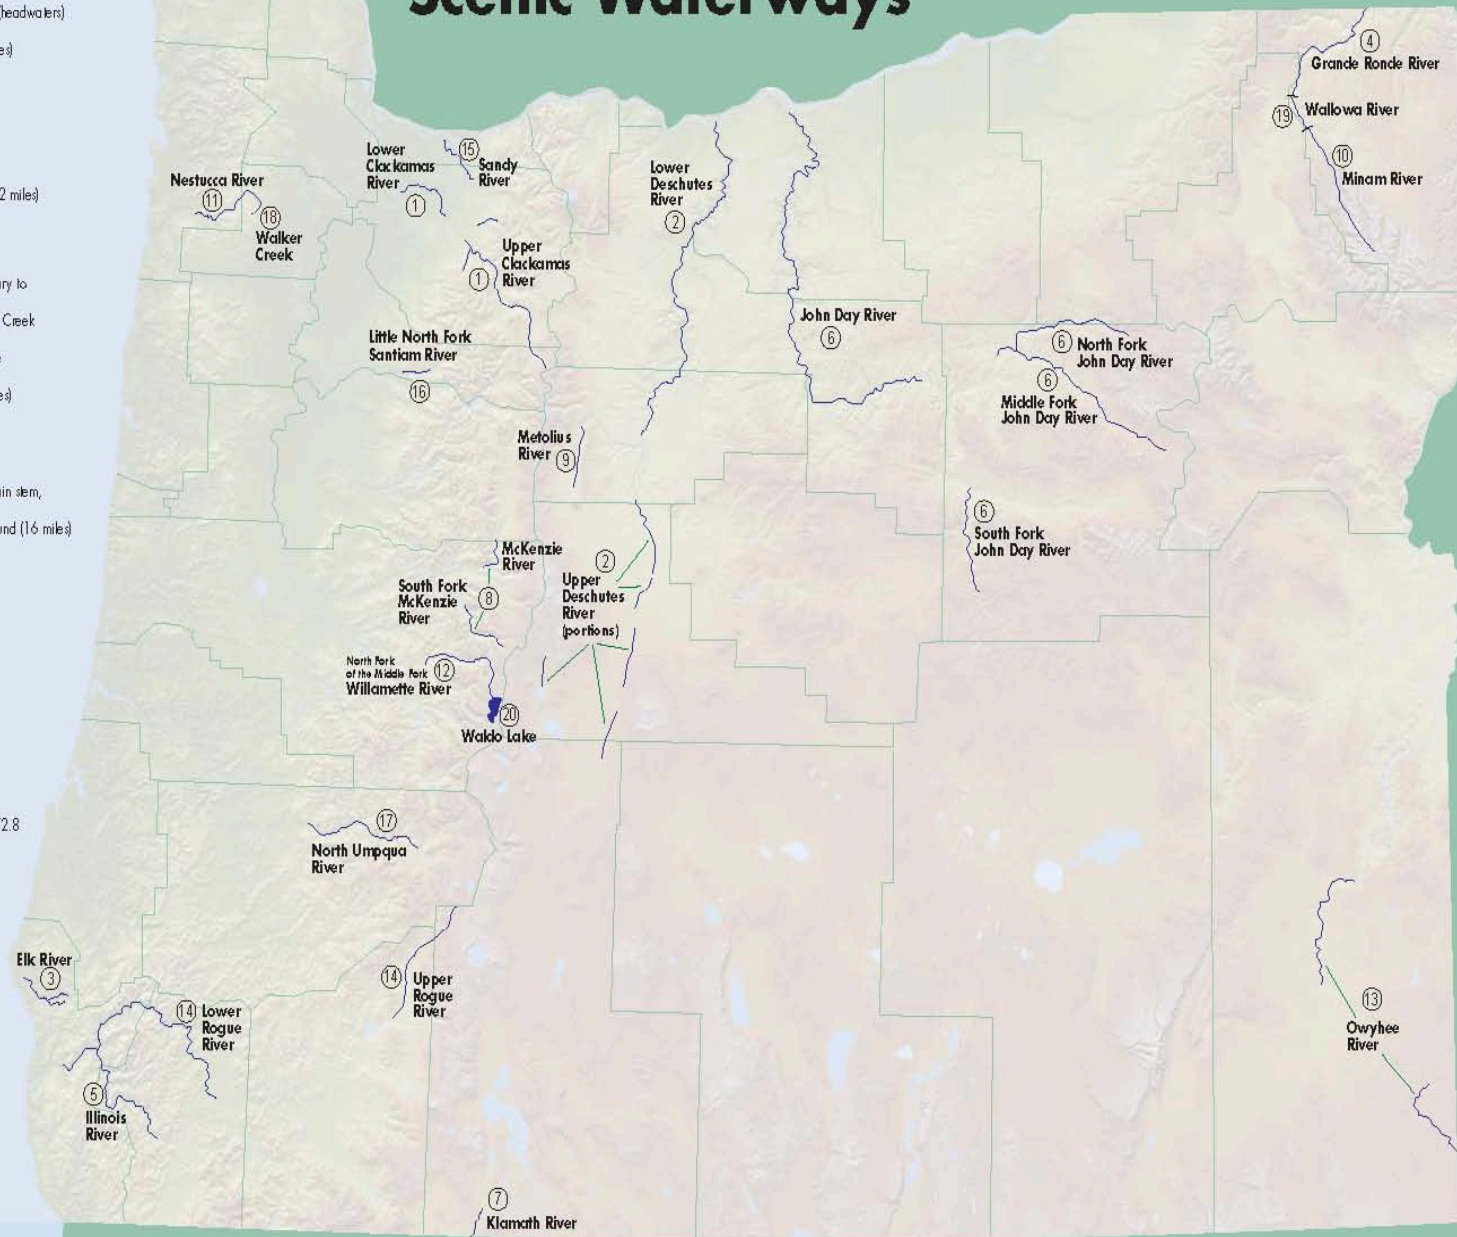 Scenic Waterways
(headwaters)
es)
2 miles)
ry to
Creek
es)
in stem,
und (16 miles)
2.8
4
Grande Ronde River
19
Wallowa River
10
Minam River
15
Sandy
River
Lower
Clackamas
River
1
Nestucca River
11
18
Walker
Creek
Lower
Deschutes
River
2
Upper
Clackamas
River
1
John Day River
6
6
North Fork
John Day River
6
Middle Fork
John Day River
Little North Fork
Santiam River
16
Metolius
River
9
6
South Fork
John Day River
McKenzie
River
South Fork
McKenzie
River
8
2
Upper
Deschutes
River
(portions)
North Fork
of the Middle Fork
Willamette River
12
20
Waldo Lake
17
North Umpqua
River
Elk River
3
14
Upper
Rogue
River
14
Lower
Rogue
River
13
Owyhee
River
5
Illinois
River
7
Klamath River